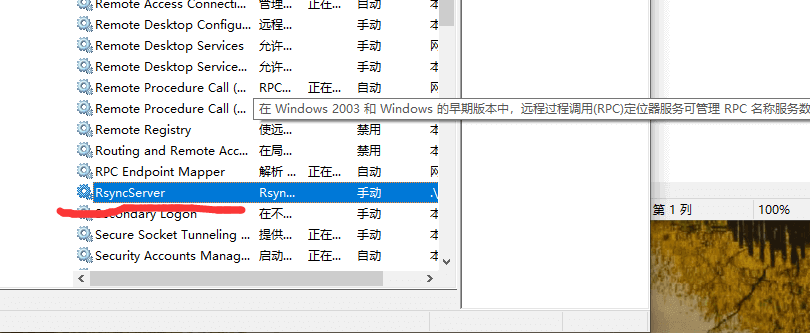 Remote Access Connecti... 管理... 正在... 自动
Remote Desktop Configu... 远程... 手动
Remote Desktop Services 允许... 手动 网
Remote Desktop Service... 允许... 手动 本
Remote Procedure Call (... RPC... 正在... 自动 网
Remote Procedure Call (...
在 Windows 2003 和 Windows 的早期版本中，远程过程调用(RPC)定位器服务可管理 RPC 名称服务数
Remote Registry 使远... 禁用 本
Routing and Remote Acc... 在局... 禁用 本
RPC Endpoint Mapper 解析 ... 正在... 自动 网
RsyncServer Rsyn... 手动 .\
第 1 列 100%
Secondary Logon 在不... 手动 本
Secure Socket Tunneling ... 提供... 正在... 手动 本
Security Accounts Manag... 启动... 正在... 自动 本